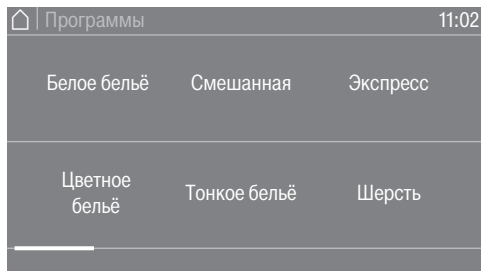 Программы 11:02
Белое бельё Смешанная Экспресс
Цветное бельё Тонкое бельё Шерсть